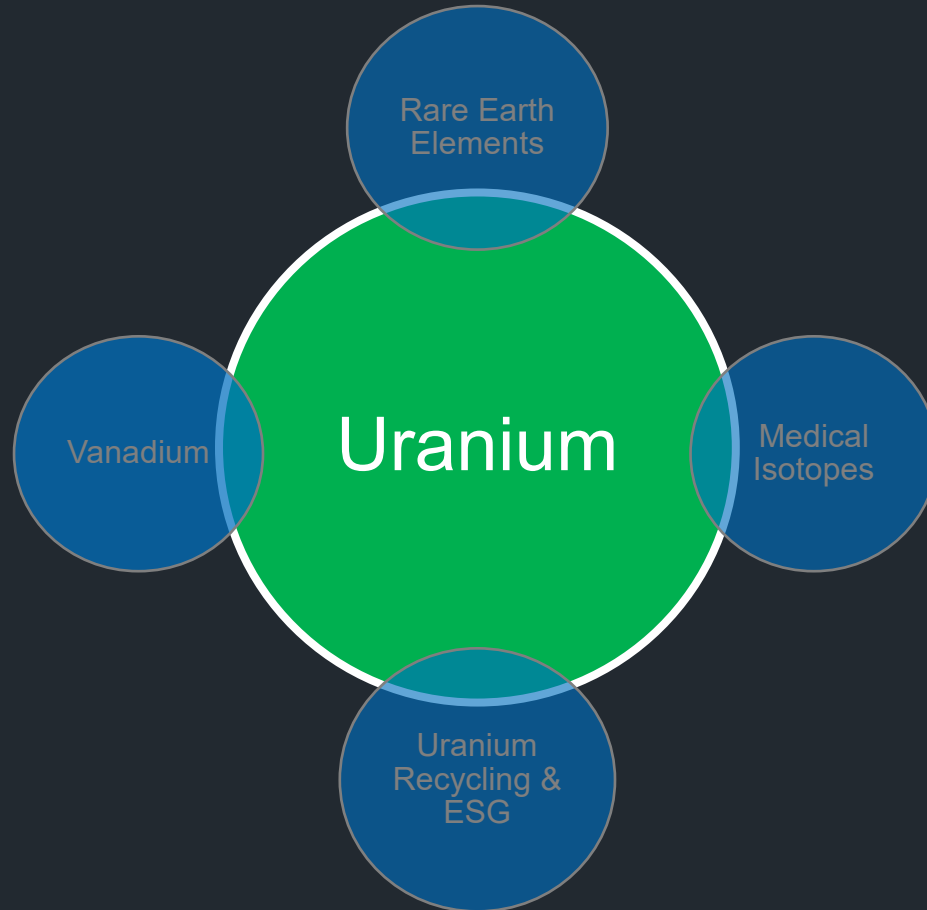 Rare Earth
Elements
Vanadium
Uranium
Medical
Isotopes
Uranium
Recycling &
ESG